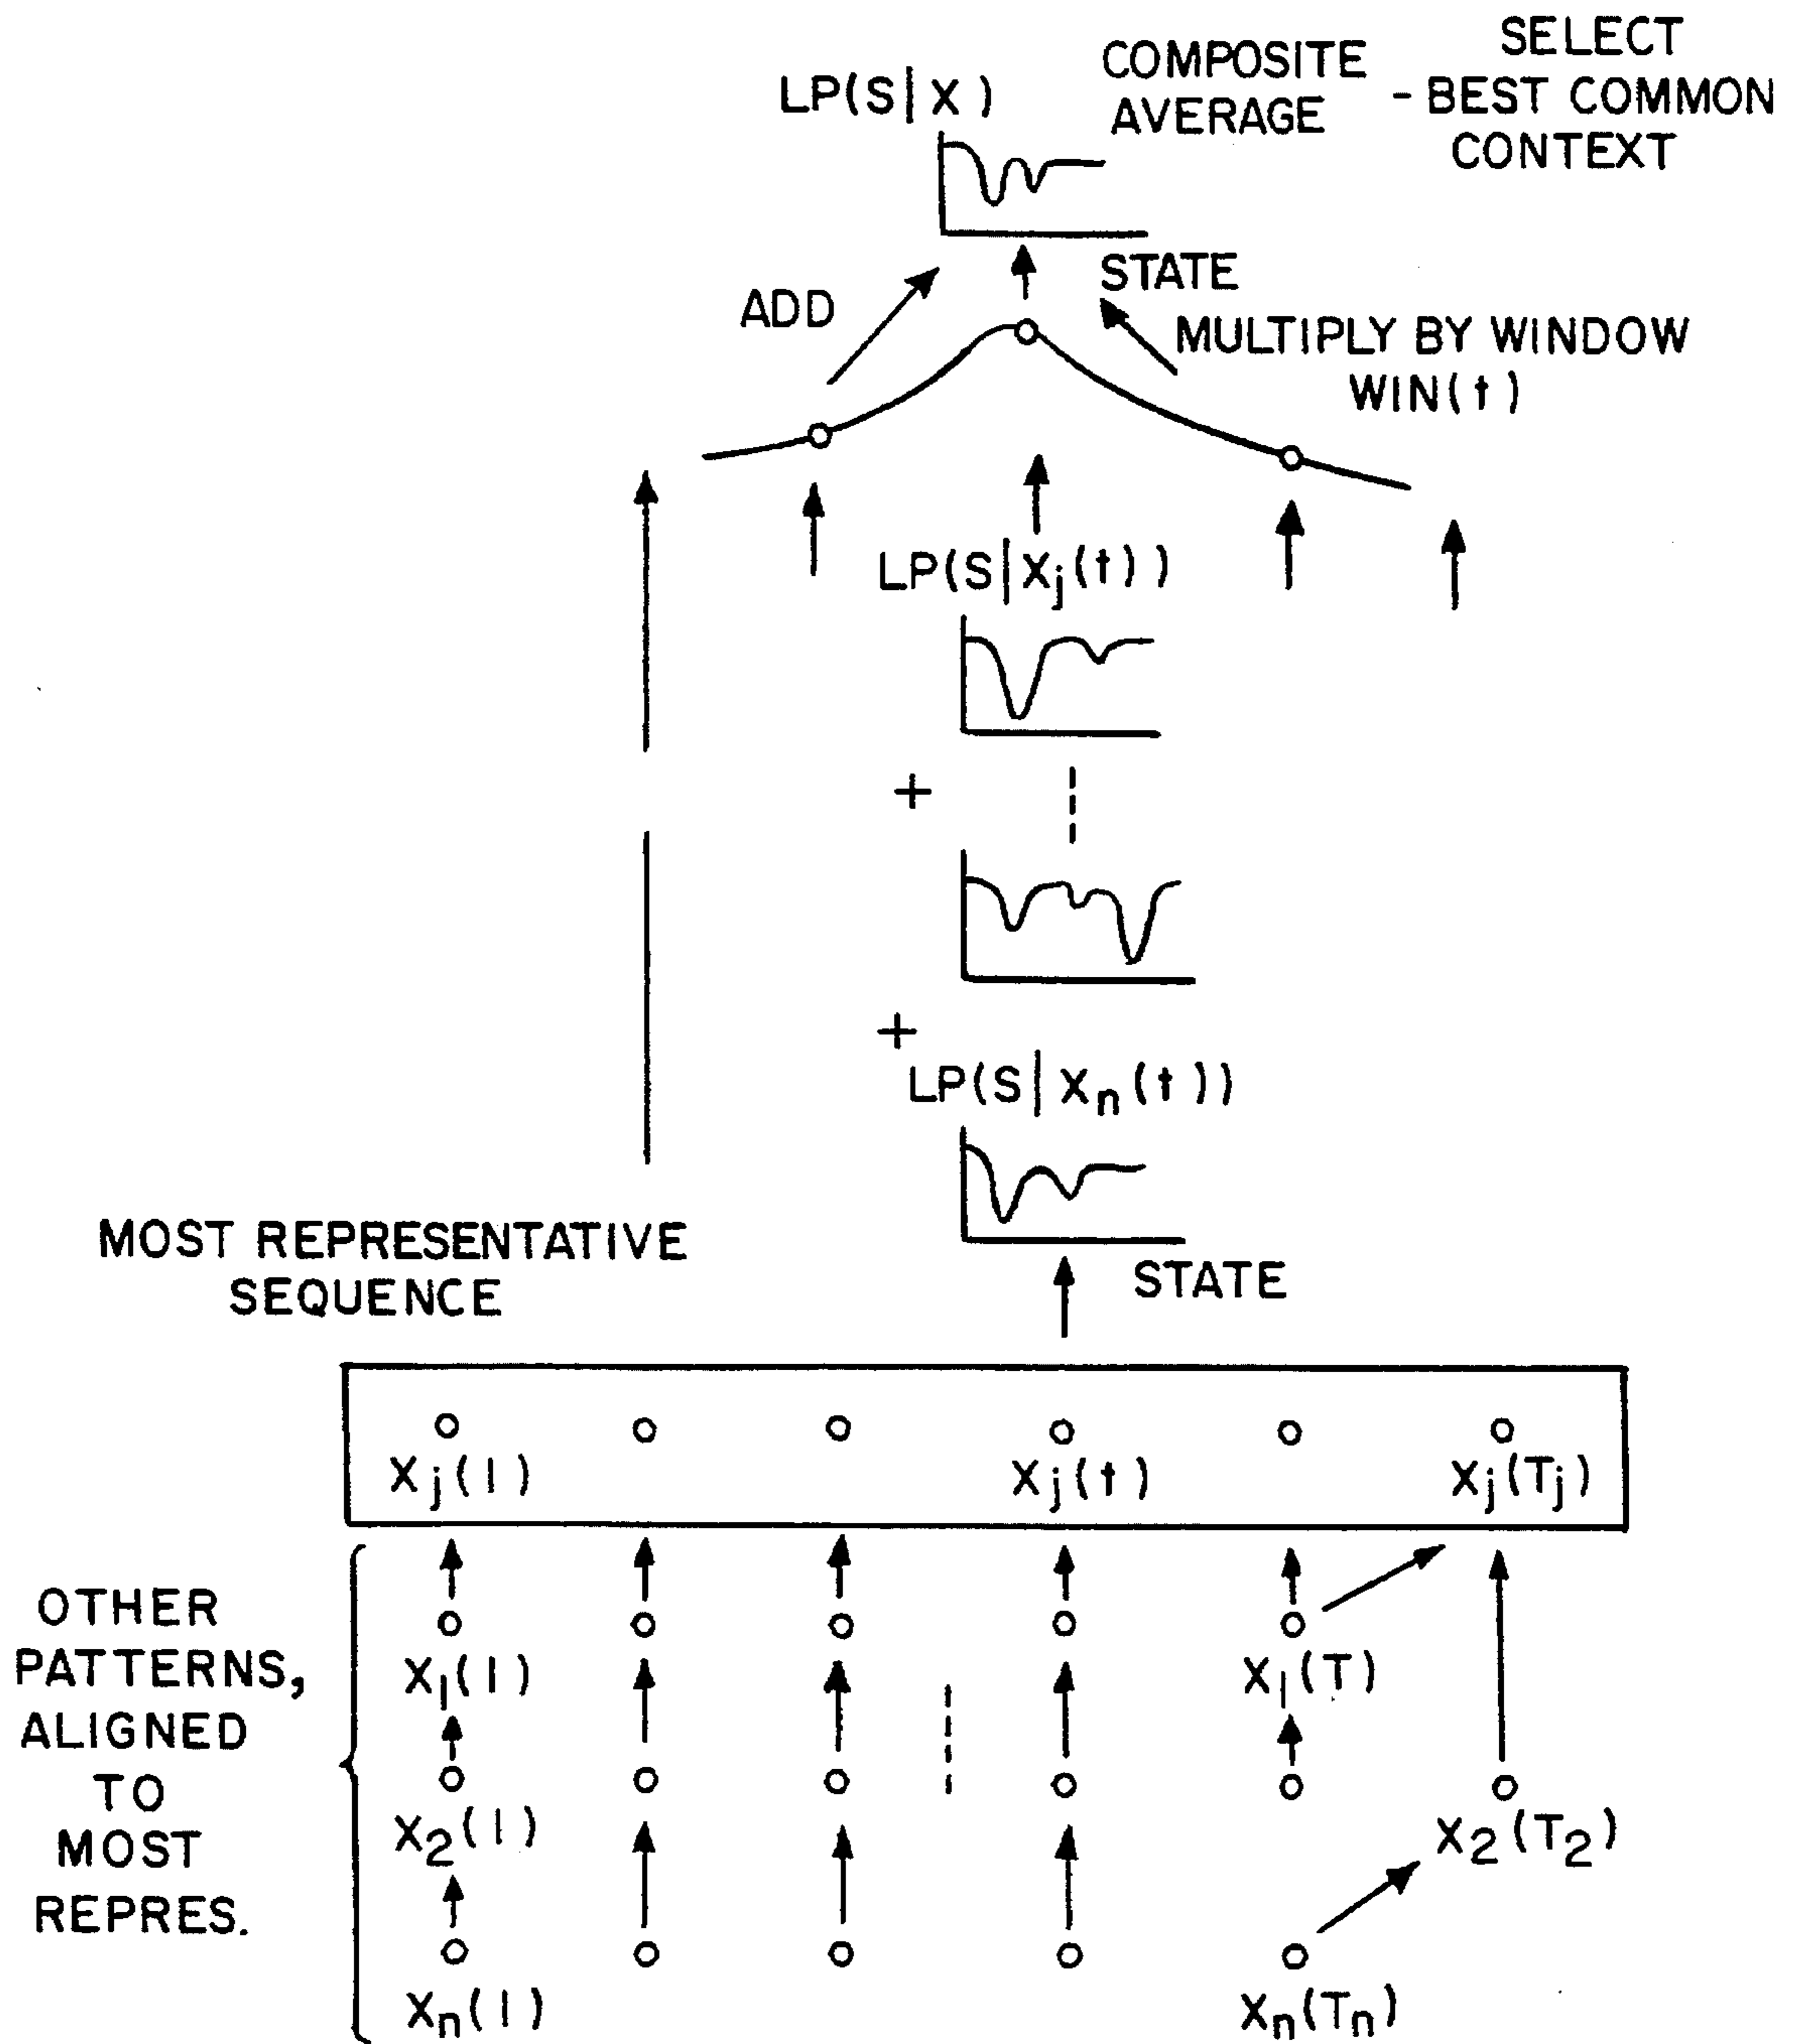 SELECT
COMPOSITE
AVERAGE
- BEST COMMON
CONTEXT
LP(S|X)
STATE
ADD
MULTIPLY BY WINDOW
WIN(t)
LP(S|Xj(t))
+
+
LP(S|Xn(t))
MOST REPRESENTATIVE
SEQUENCE
STATE
Xj(1)
Xj(t)
Xj(Tj)
OTHER
PATTERNS,
ALIGNED
TO
MOST
REPRES.
X1(1)
X1(T)
X2(1)
X2(T2)
Xn(1)
Xn(Tn)